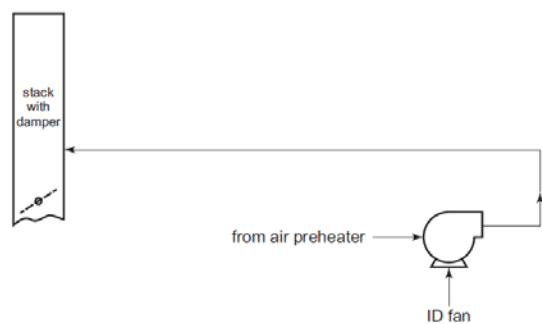 stack
with
damper
from air preheater
ID fan